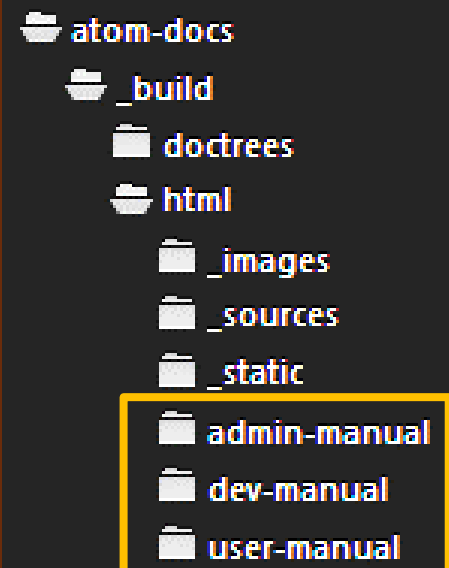 atom-docs
_build
doctrees
html
_images
_sources
_static
admin-manual
dev-manual
user-manual